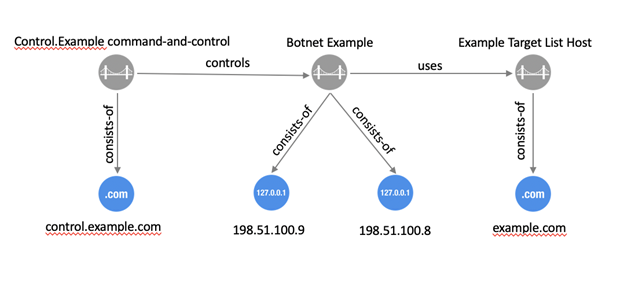 Control.Example command-and-control
Botnet Example
Example Target List Host
controls
uses
consists-of
consists-of
consists-of
consists-of
.com
127.0.0.1
127.0.0.1
.com
control.example.com
198.51.100.9
198.51.100.8
example.com